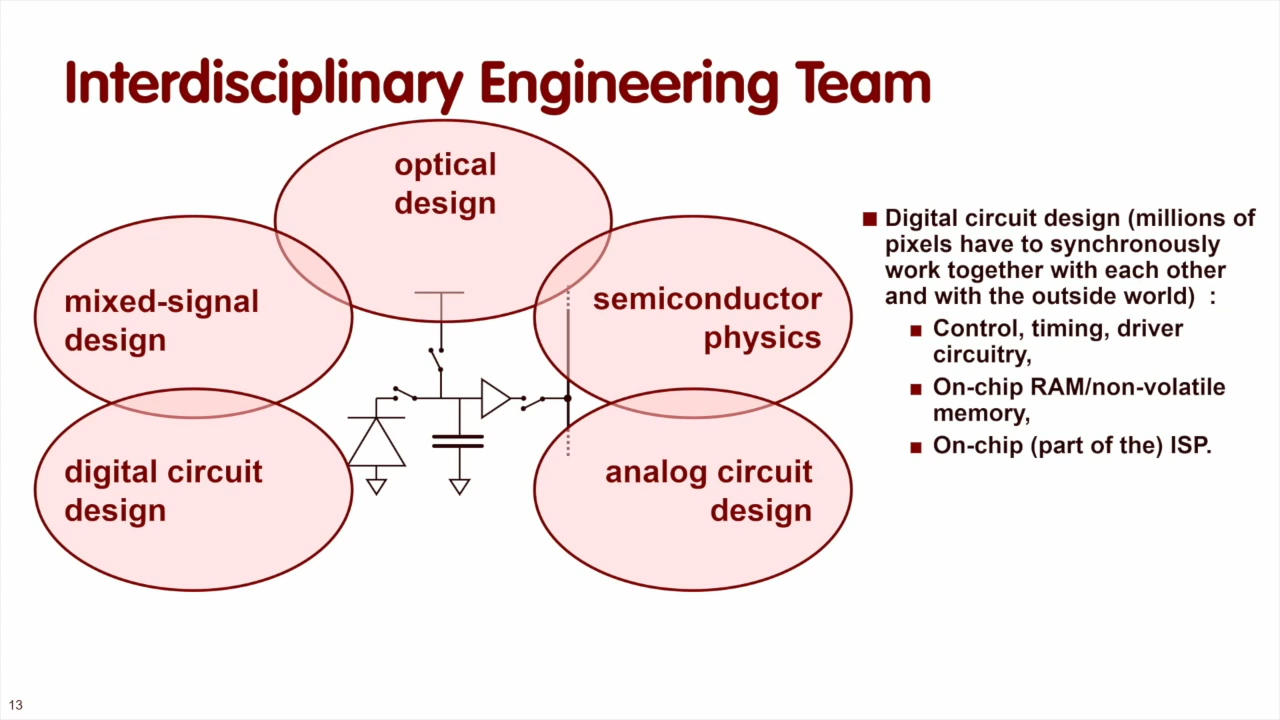 Interdisciplinary Engineering Team
optical
design
mixed-signal
design
semiconductor
physics
digital circuit
design
analog circuit
design
Digital circuit design (millions of
pixels have to synchronously
work together with each other
and with the outside world)  :
Control, timing, driver
circuitry,
On-chip RAM/non-volatile
memory,
On-chip (part of the) ISP.
13